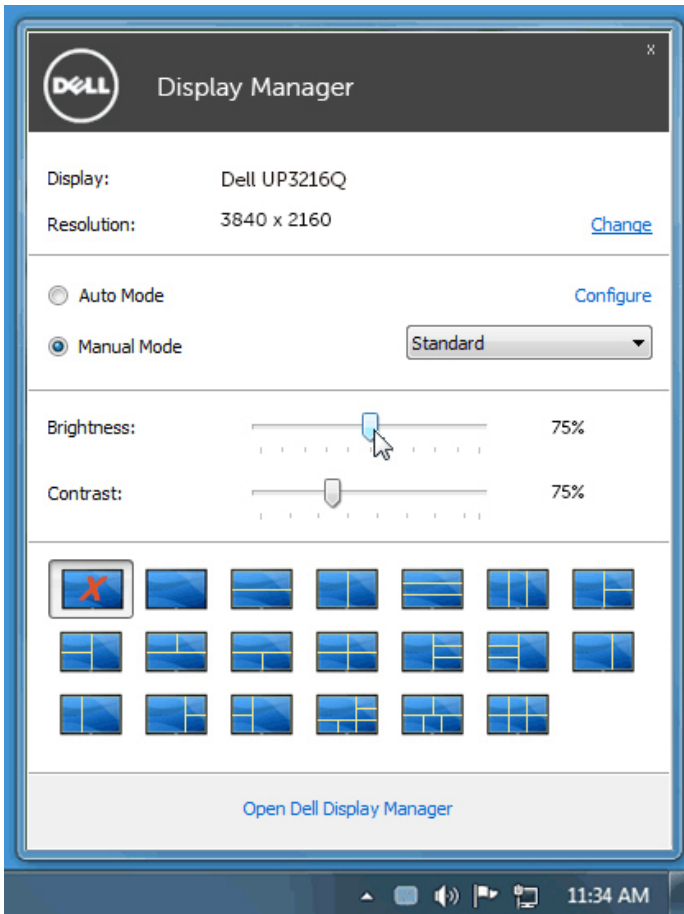 x
DELL Display Manager
Display: Dell UP3216Q
Resolution: 3840 x 2160 Change
Auto Mode Configure
Manual Mode Standard
Brightness: 75%
Contrast: 75%
Open Dell Display Manager
11:34 AM